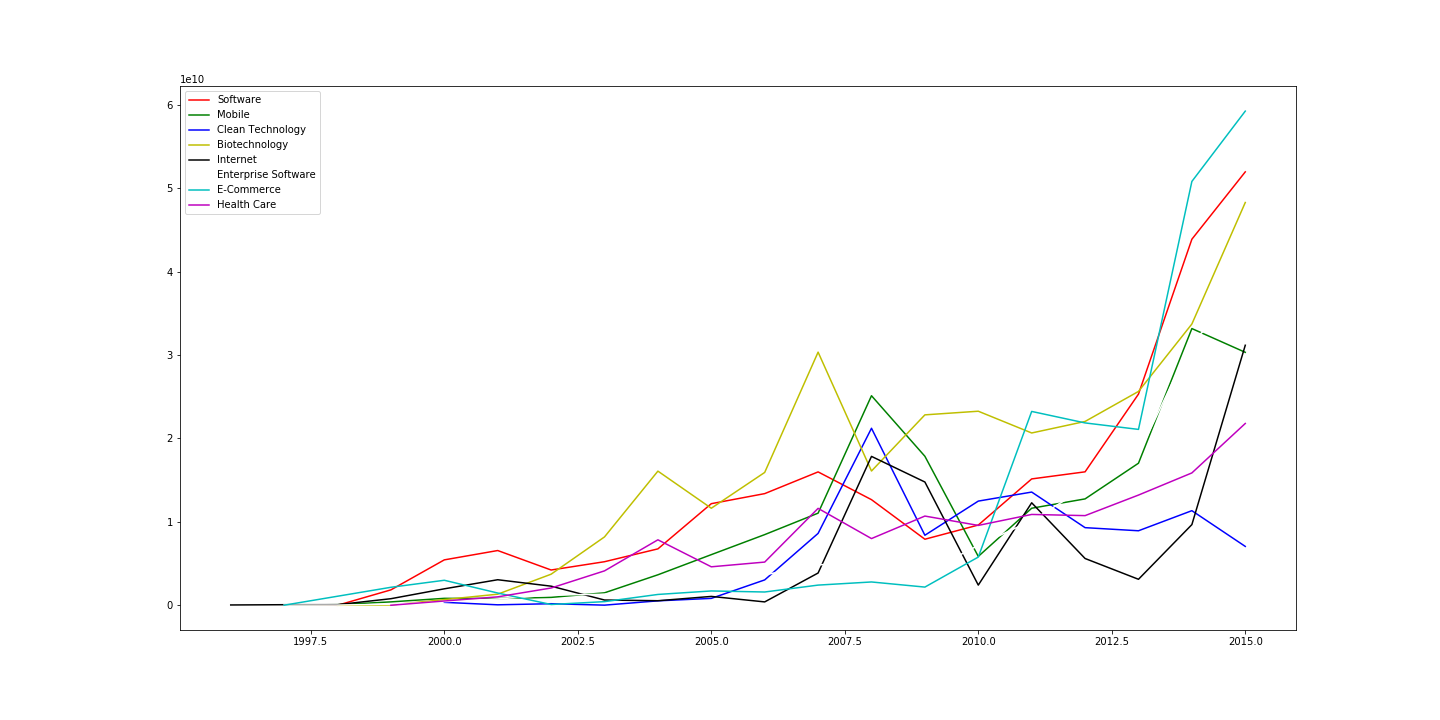 1e10
6
5
4
3
2
1
0
Software
Mobile
Clean Technology
Biotechnology
Internet
Enterprise Software
E-Commerce
Health Care
1997.5 2000.0 2002.5 2005.0 2007.5 2010.0 2012.5 2015.0